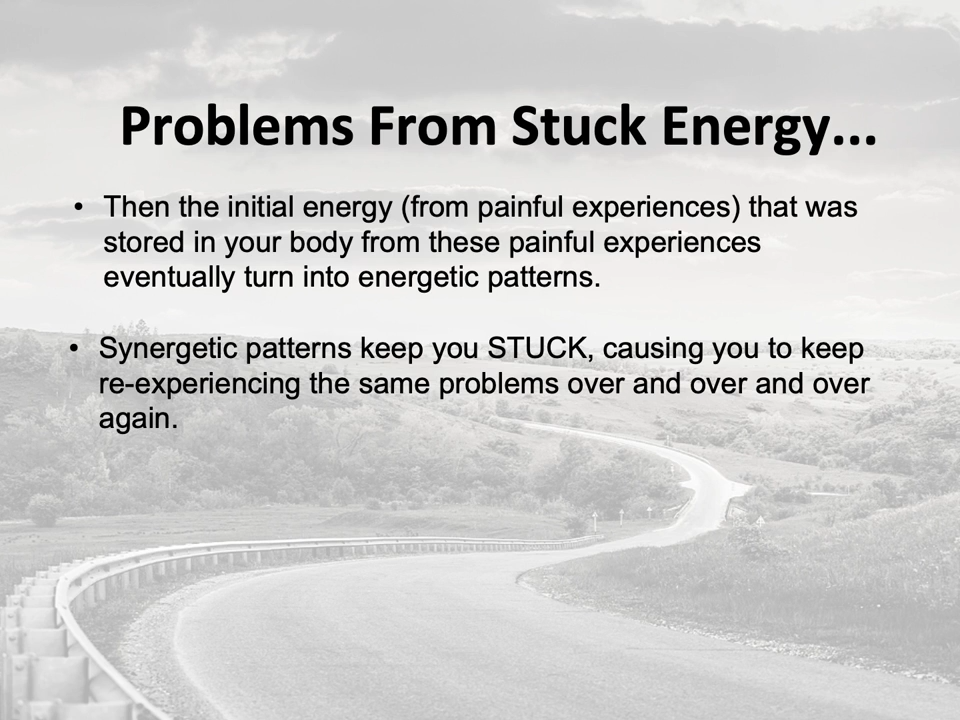 Problems From Stuck Energy...
• Then the initial energy (from painful experiences) that was
stored in your body from these painful experiences
eventually turn into energetic patterns.
• Synergetic patterns keep you STUCK, causing you to keep
re-experiencing the same problems over and over and over
again.